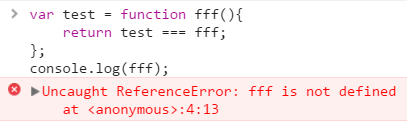 var test = function fff(){
return test === fff;
};
console.log(fff);
Uncaught ReferenceError: fff is not defined
at <anonymous>:4:13